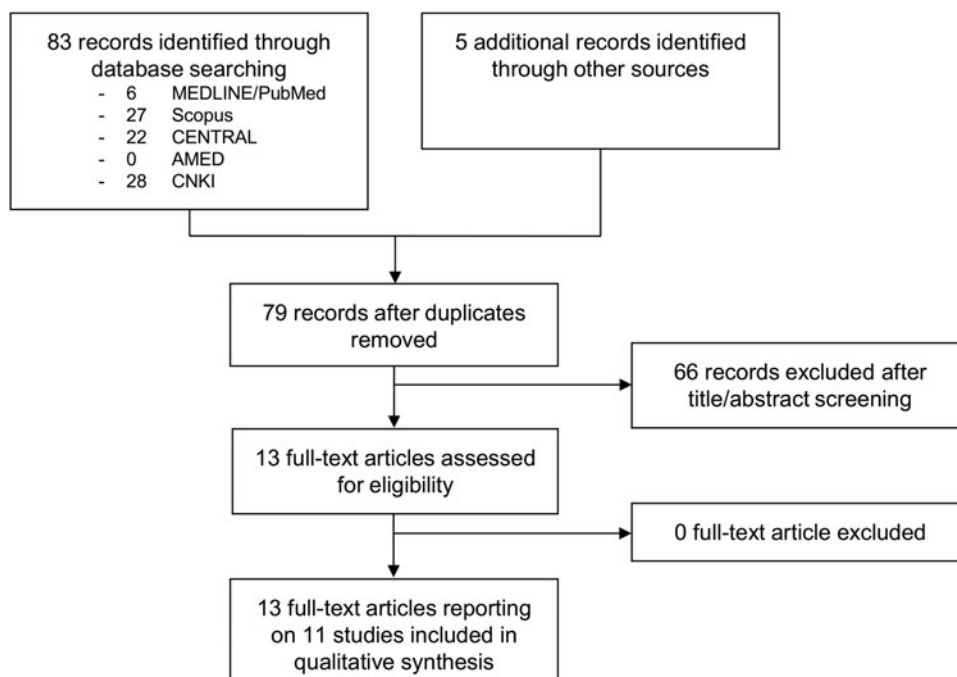 83 records identified through
database searching
- 6 MEDLINE/PubMed
- 27 Scopus
- 22 CENTRAL
- 0 AMED
- 28 CNKI
5 additional records identified
through other sources
79 records after duplicates
removed
66 records excluded after
title/abstract screening
13 full-text articles assessed
for eligibility
0 full-text article excluded
13 full-text articles reporting
on 11 studies included in
qualitative synthesis